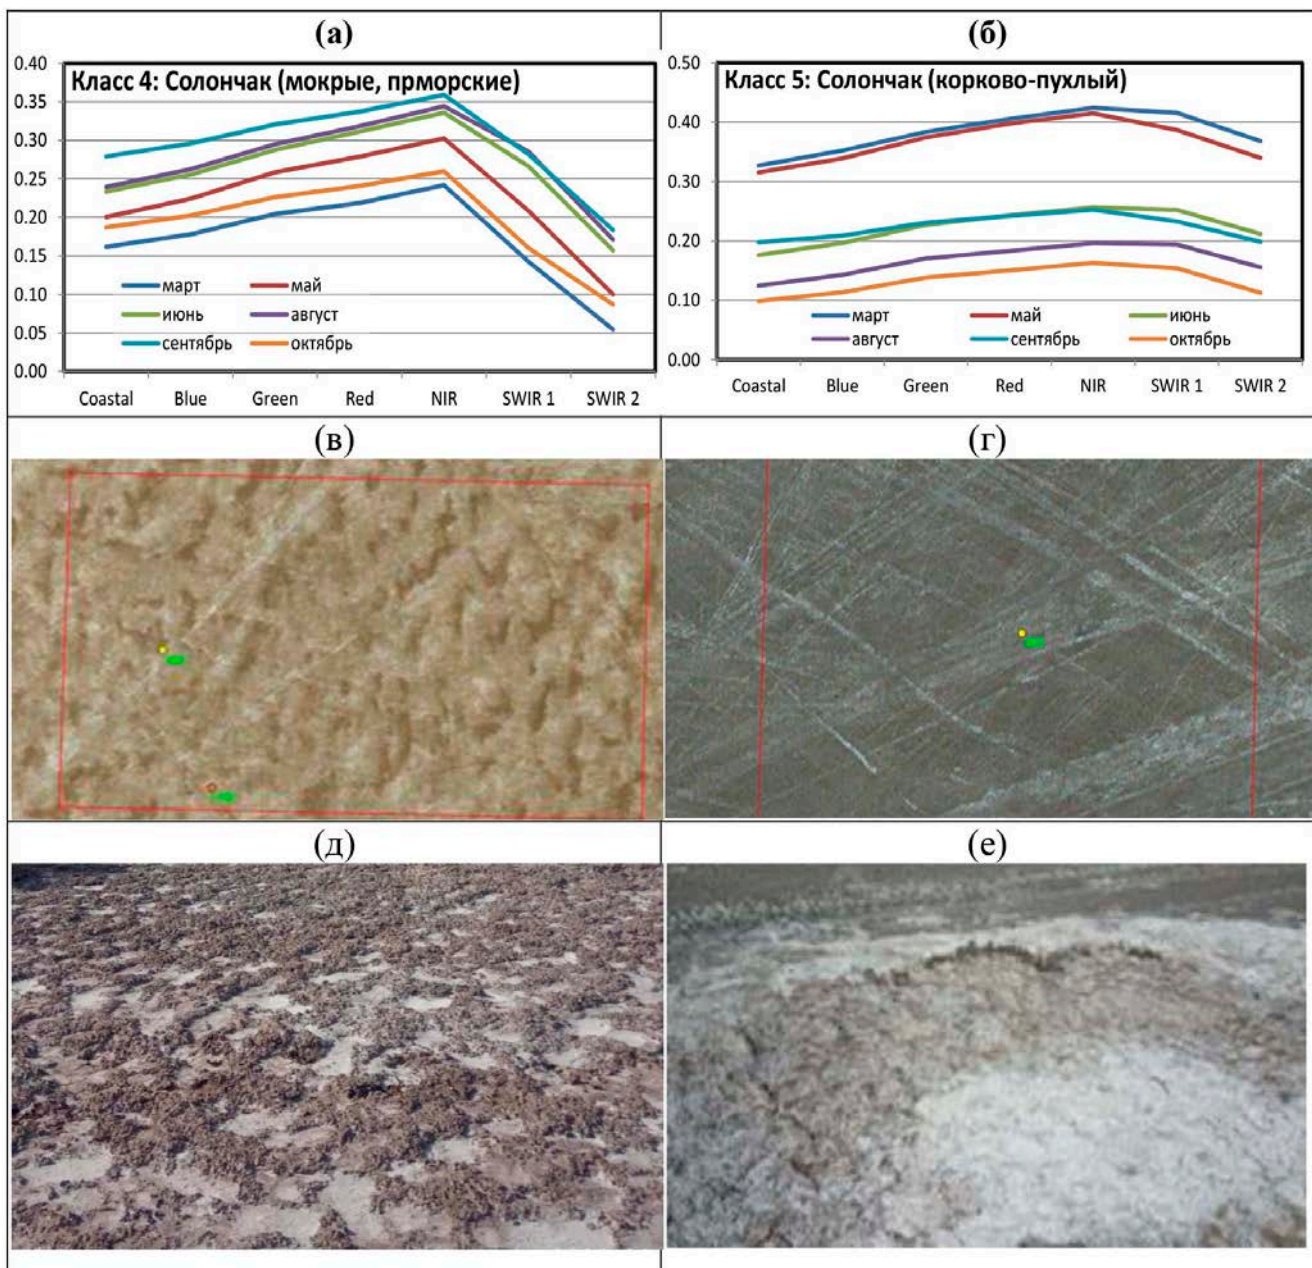 (а)
(б)
Класс 4: Солончак (мокрые, прморские)
0.40
0.35
0.30
0.25
0.20
0.15
0.10
0.05
0.00
март
май
июнь
август
сентябрь
октябрь
Coastal Blue Green Red NIR SWIR 1 SWIR 2
Класс 5: Солончак (корково-пухлый)
0.50
0.40
0.30
0.20
0.10
0.00
март
май
июнь
август
сентябрь
октябрь
Coastal Blue Green Red NIR SWIR 1 SWIR 2
(в)
(г)
(д)
(е)